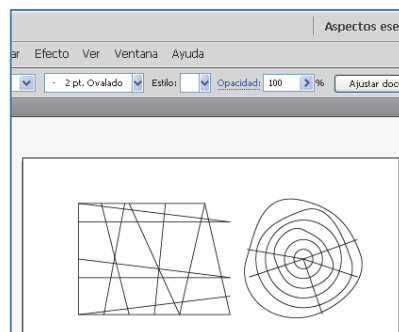 Aspectos ese
ar Efecto Ver Ventana Ayuda
- 2 pt. Ovalado Estilo: Opacidad: 100 % Ajustar doc